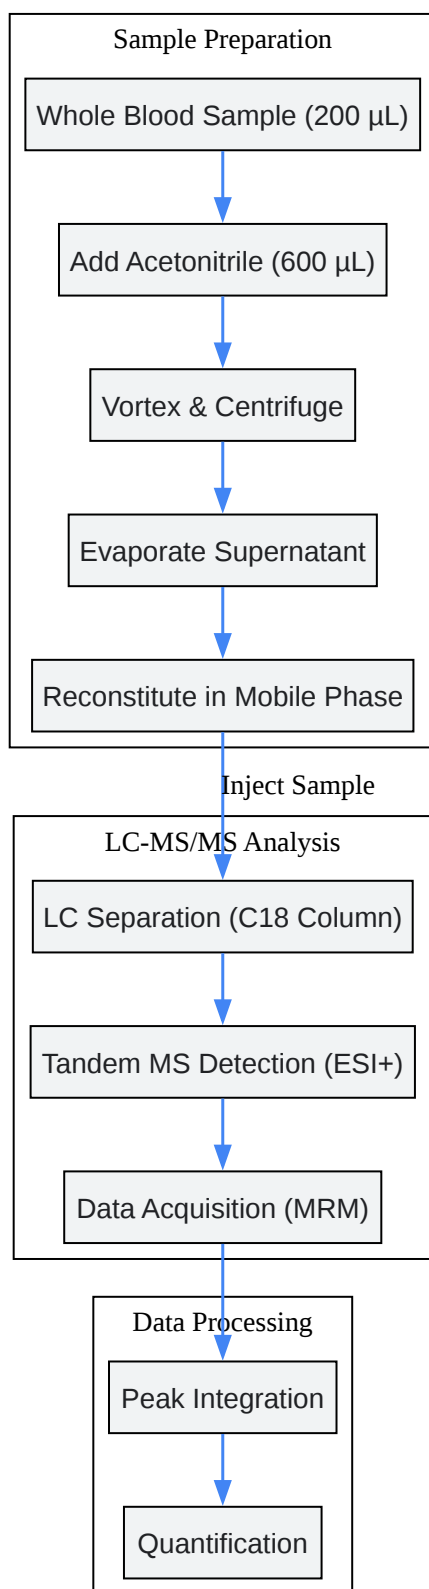 Sample Preparation
Whole Blood Sample (200 µL)
Add Acetonitrile (600 µL)
Vortex & Centrifuge
Evaporate Supernatant
Reconstitute in Mobile Phase
Inject Sample
LC-MS/MS Analysis
LC Separation (C18 Column)
Tandem MS Detection (ESI+)
Data Acquisition (MRM)
Data Processing
Peak Integration
Quantification